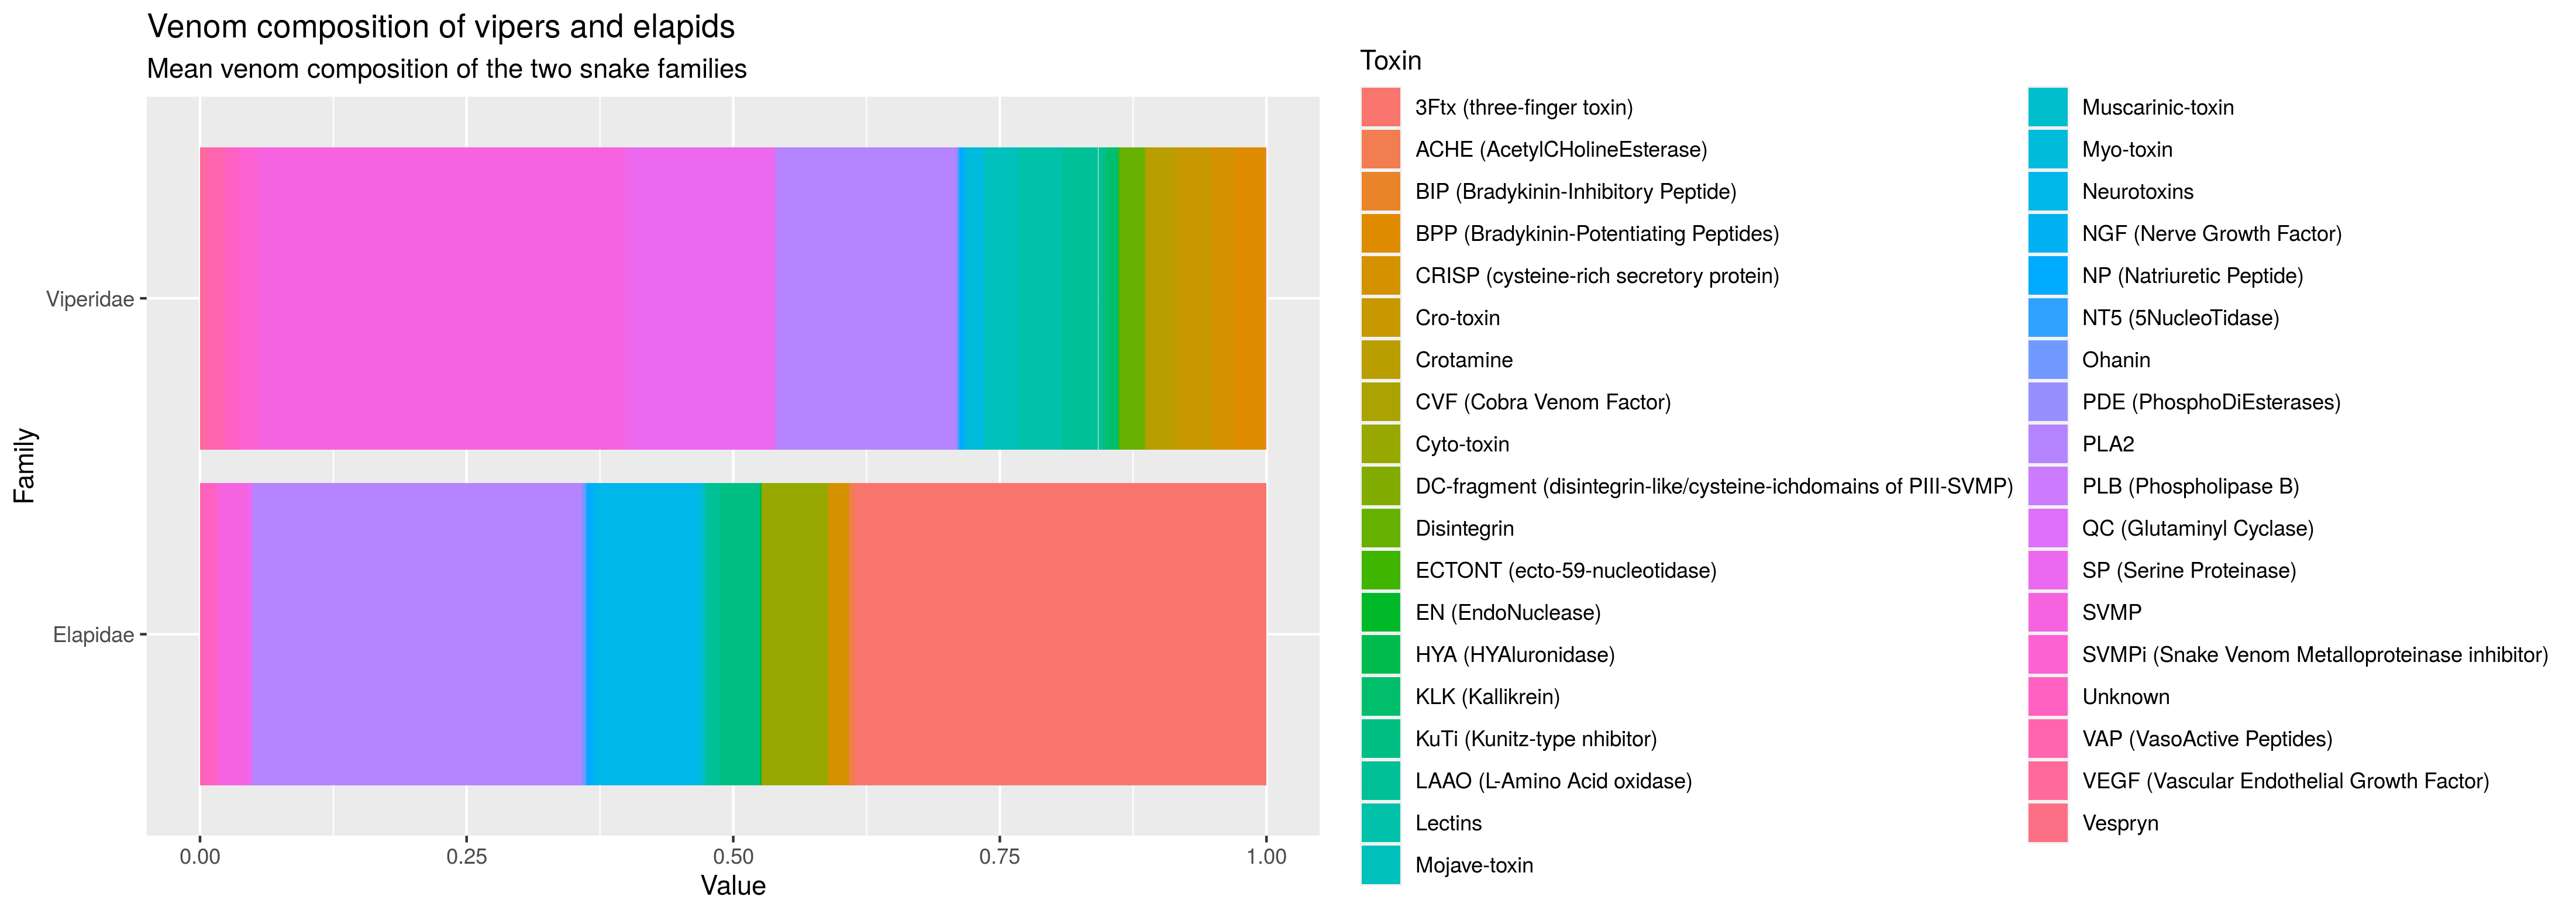 Venom composition of vipers and elapids
Mean venom composition of the two snake families
Family
Viperidae
Elapidae
0.00
0.25
0.50
0.75
1.00
Value
Toxin
3Ftx (three-finger toxin)
ACHE (AcetylCHolineEsterase)
BIP (Bradykinin-Inhibitory Peptide)
BPP (Bradykinin-Potentiating Peptides)
CRISP (cysteine-rich secretory protein)
Cro-toxin
Crotamine
CVF (Cobra Venom Factor)
Cyto-toxin
DC-fragment (disintegrin-like/cysteine-ichdomains of PIII-SVMP)
Disintegrin
ECTONT (ecto-59-nucleotidase)
EN (EndoNuclease)
HYA (HYAluronidase)
KLK (Kallikrein)
KuTi (Kunitz-type nhibitor)
LAAO (L-Amino Acid oxidase)
Lectins
Mojave-toxin
Muscarinic-toxin
Myo-toxin
Neurotoxins
NGF (Nerve Growth Factor)
NP (Natriuretic Peptide)
NT5 (5NucleoTidase)
Ohanin
PDE (PhosphoDiEsterases)
PLA2
PLB (Phospholipase B)
QC (Glutaminyl Cyclase)
SP (Serine Proteinase)
SVMP
SVMPi (Snake Venom Metalloproteinase inhibitor)
Unknown
VAP (VasoActive Peptides)
VEGF (Vascular Endothelial Growth Factor)
Vespryn